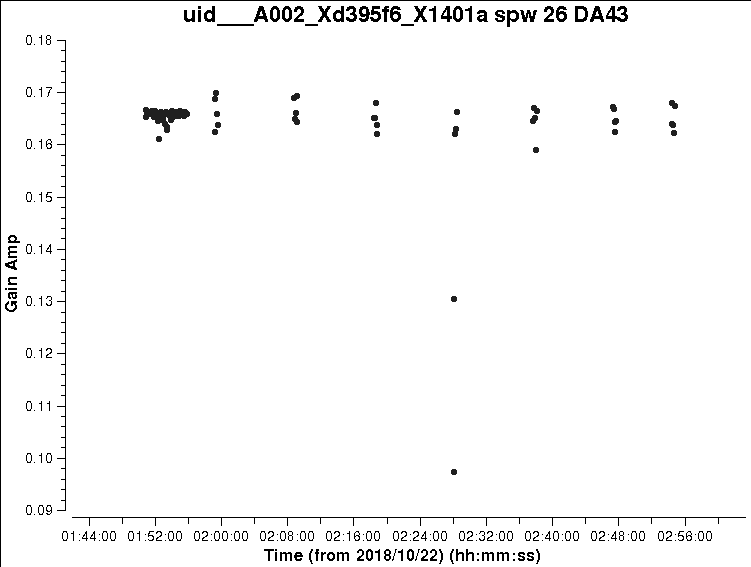 uid___A002_Xd395f6_X1401a spw 26 DA43
0.18
0.17
0.16
0.15
0.14
0.13
0.12
0.11
0.10
0.09
Gain Amp
01:44:00 01:52:00 02:00:00 02:08:00 02:16:00 02:24:00 02:32:00 02:40:00 02:48:00 02:56:00
Time (from 2018/10/22) (hh:mm:ss)